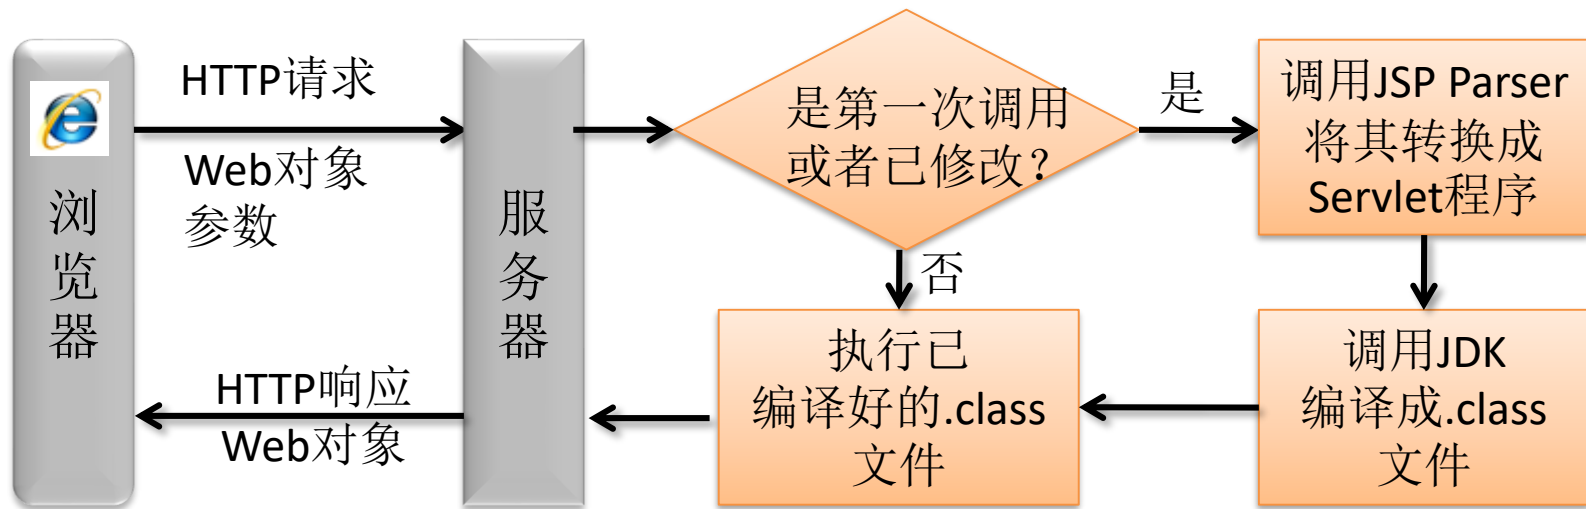 浏览器
HTTP请求
Web对象
参数
HTTP响应
Web对象
服务器
是第一次调用
或者已修改?
是
否
调用JSP Parser
将其转换成
Servlet程序
调用JDK
编译成.class
文件
执行已
编译好的.class
文件